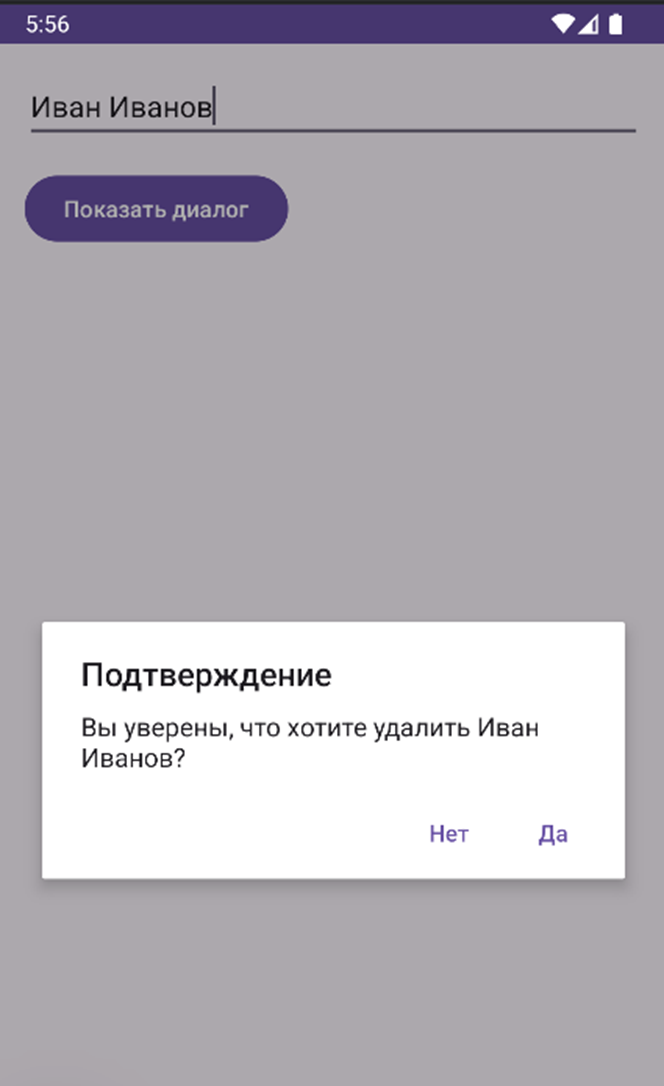 5:56
Иван Иванов
Показать диалог
Подтверждение
Вы уверены, что хотите удалить Иван
Иванов?
Нет Да